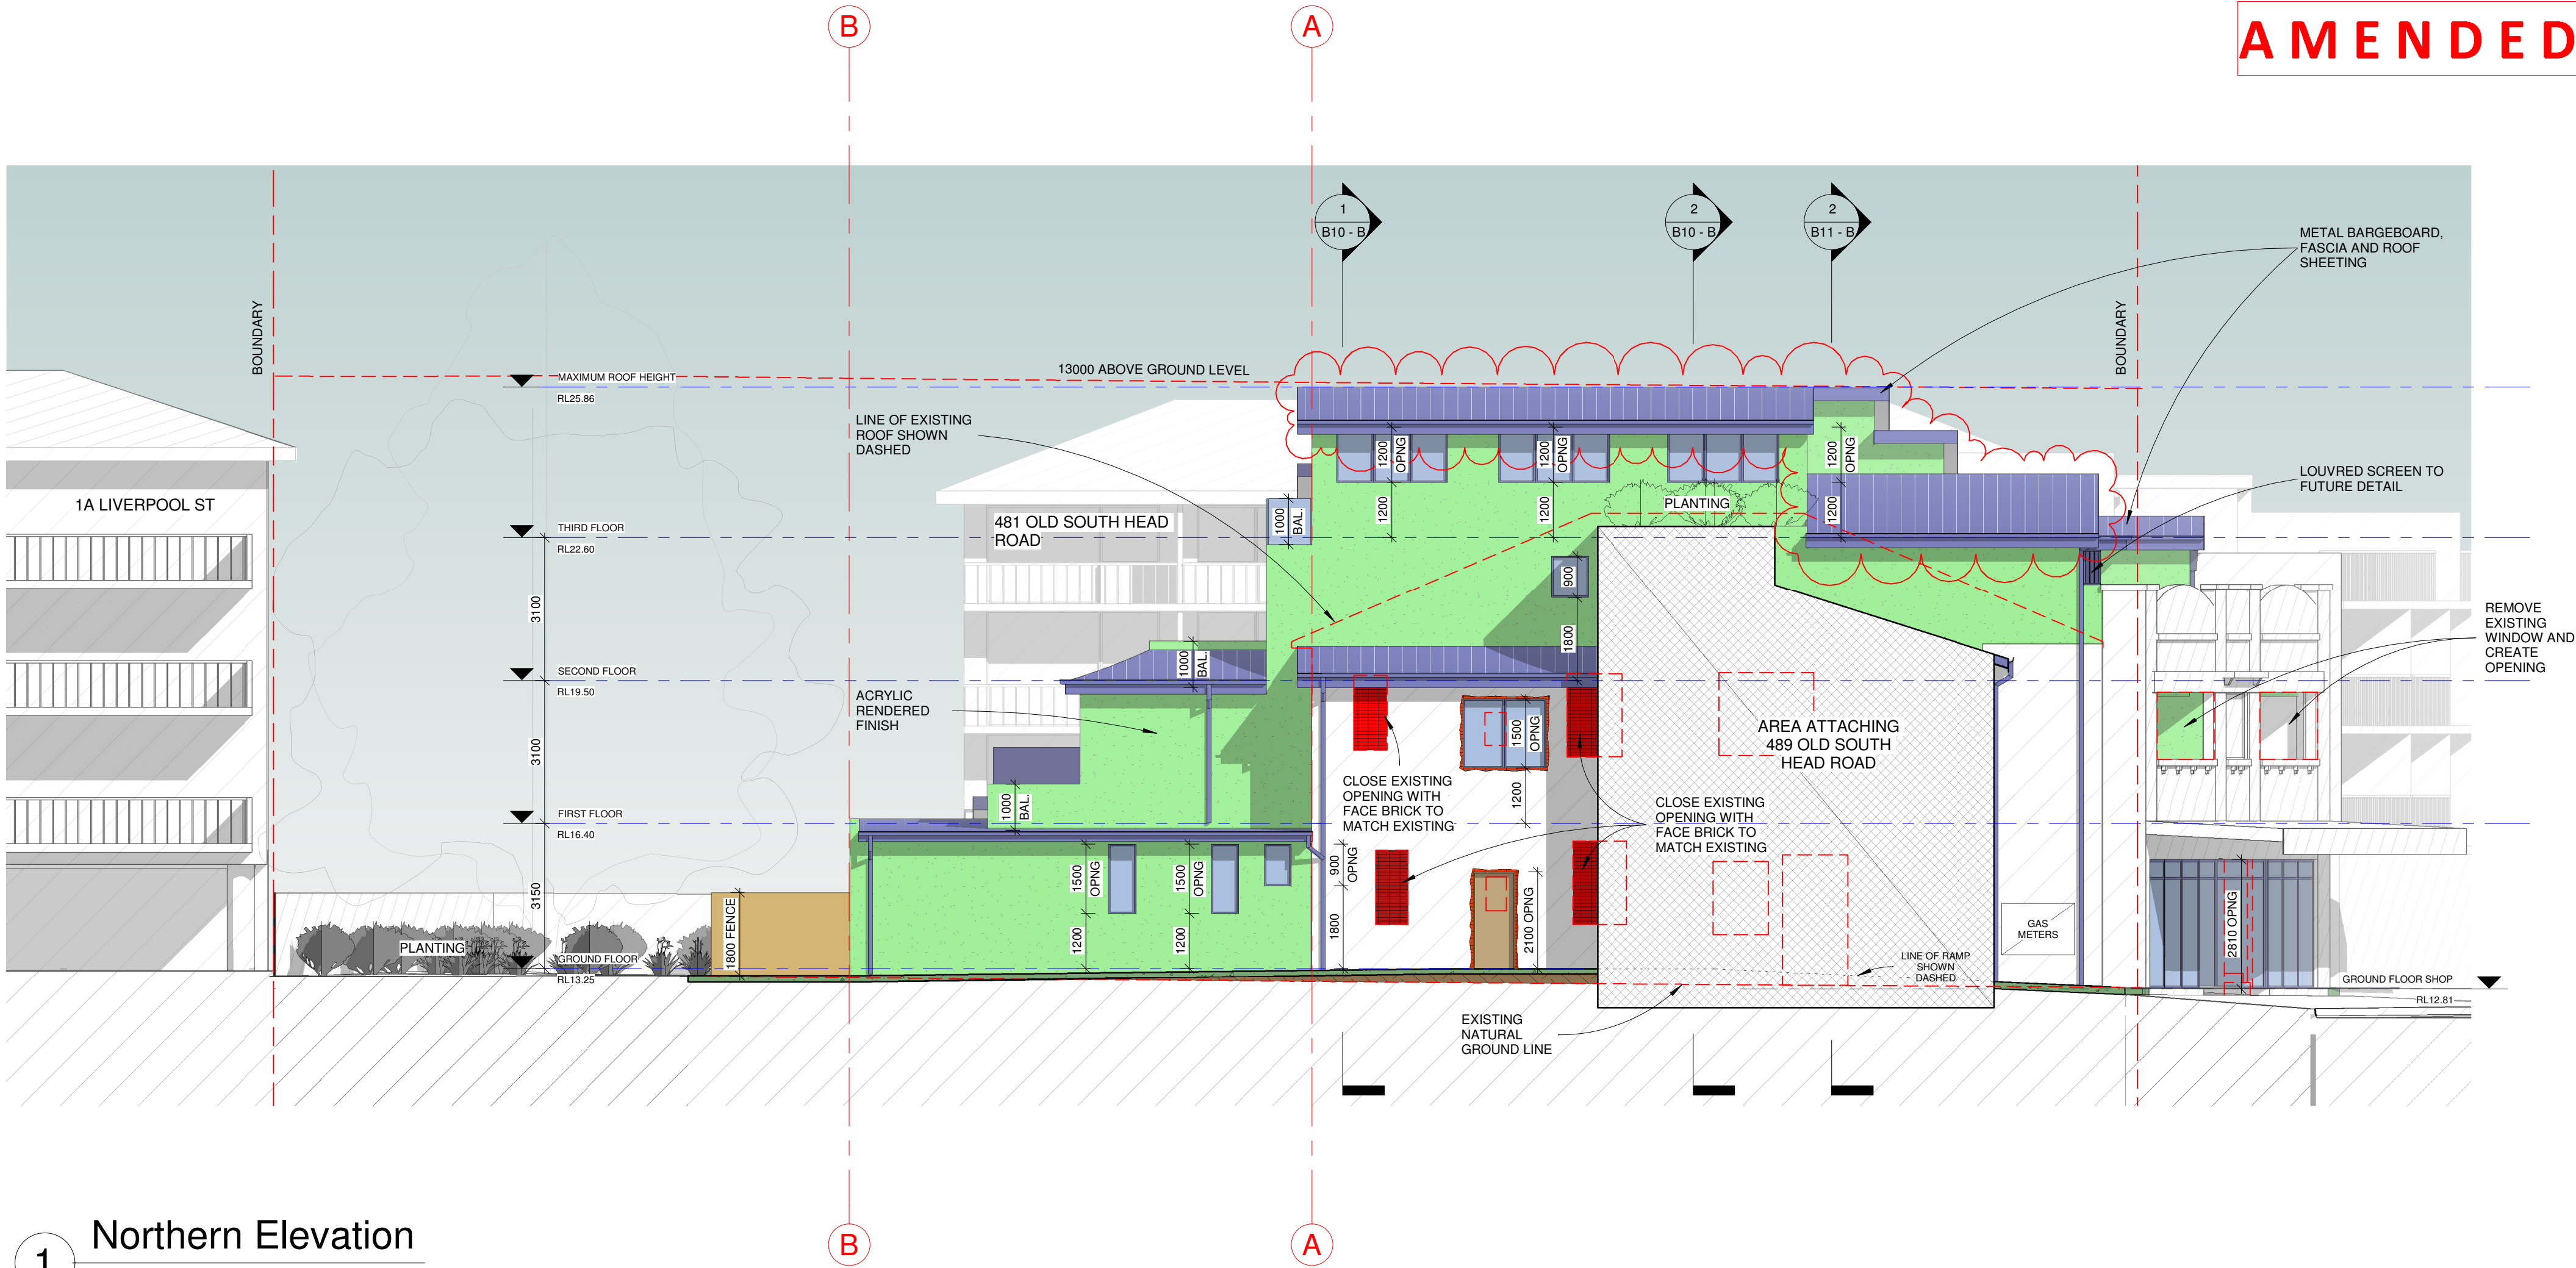 AMENDED
B
A
1
B10 - B
2
B10 - B
2
B11 - B
METAL BARGEBOARD,
FASCIA AND ROOF
SHEETING
BOUNDARY
BOUNDARY
13000 ABOVE GROUND LEVEL
MAXIMUM ROOF HEIGHT
RL25.86
LINE OF EXISTING
ROOF SHOWN
DASHED
1200
OPNG
1200
OPNG
1200
OPNG
LOUVRED SCREEN TO
FUTURE DETAIL
1A LIVERPOOL ST
PLANTING
1200
1200
1200
1000
BAL.
481 OLD SOUTH HEAD
ROAD
THIRD FLOOR
RL22.60
900
3100
1800
REMOVE
EXISTING
WINDOW AND
CREATE
OPENING
1000
BAL.
SECOND FLOOR
RL19.50
ACRYLIC
RENDERED
FINISH
1500
OPNG
AREA ATTACHING
489 OLD SOUTH
HEAD ROAD
3100
CLOSE EXISTING
OPENING WITH
FACE BRICK TO
MATCH EXISTING
1200
1000
BAL.
CLOSE EXISTING
OPENING WITH
FACE BRICK TO
MATCH EXISTING
FIRST FLOOR
RL16.40
900
OPNG
1500
OPNG
1500
OPNG
3150
1800 FENCE
1200
1200
1800
2100 OPNG
GAS
METERS
2810 OPNG
PLANTING
GROUND FLOOR
RL13.25
LINE OF RAMP
SHOWN
DASHED
GROUND FLOOR SHOP
RL12.81
EXISTING
NATURAL
GROUND LINE
B
A
1
Northern Elevation